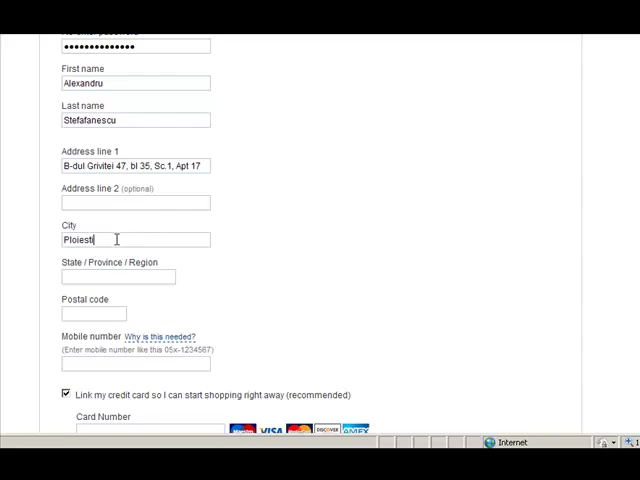 ●●●●●●●●●●●●●●
First name
Alexandru
Last name
Stefafanescu
Address line 1
B-dul Grivitei 47, bl 35, Sc.1, Apt 17
Address line 2 (optional)
City
Ploiesti
State / Province / Region
Postal code
Mobile number Why is this needed?
(Enter mobile number like this 05x-1234567)
Link my credit card so I can start shopping right away (recommended)
Card Number
VISA DISCOVER AMEX
Internet
1